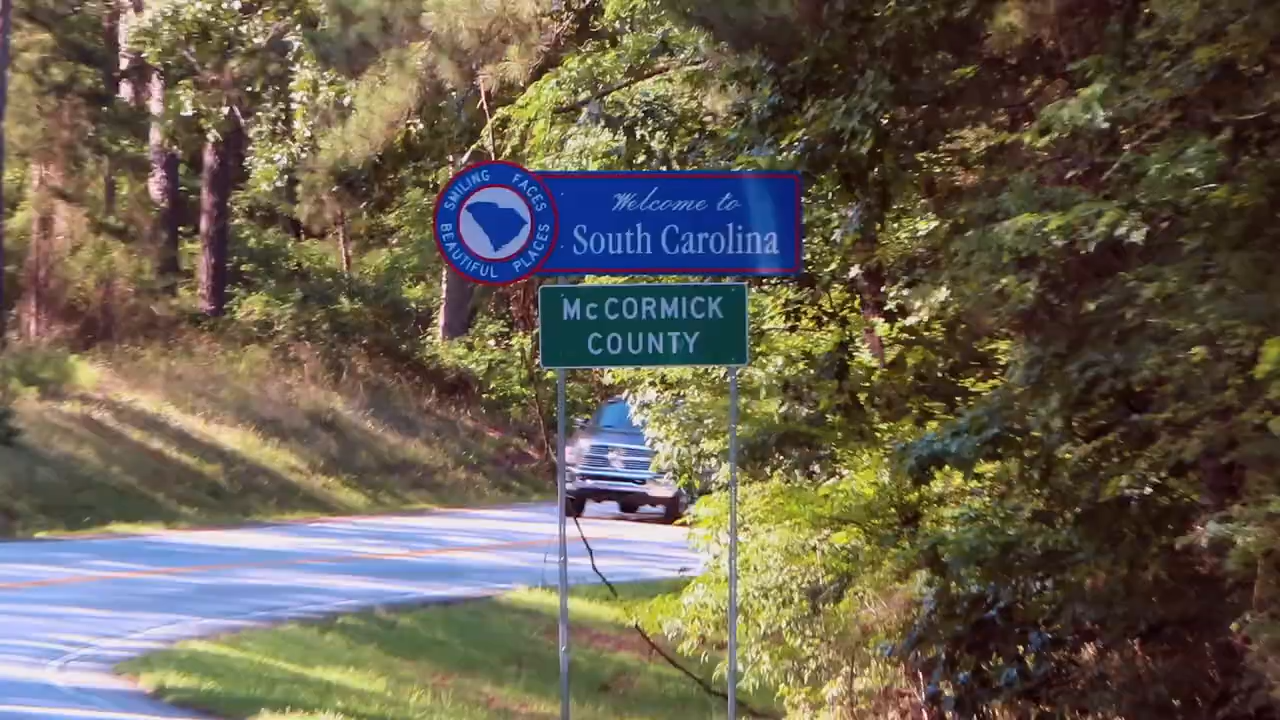 SMILING FACES
BEAUTIFUL PLACES
Welcome to
South Carolina
McCORMICK
COUNTY